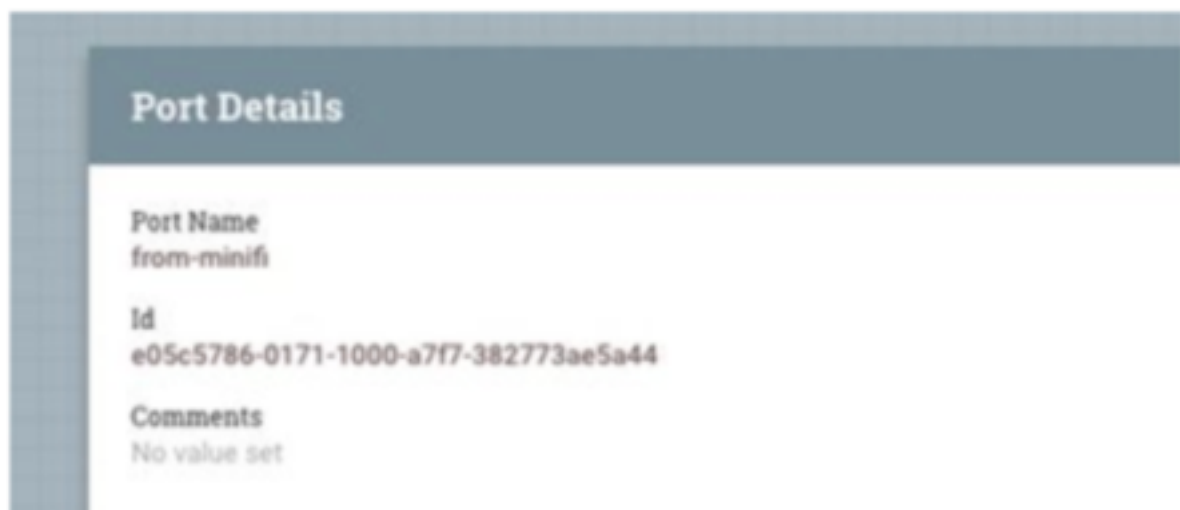 Port Details
Port Name
from-minifi
Id
e05c5786-0171-1000-a7f7-382773ae5a44
Comments
No value set